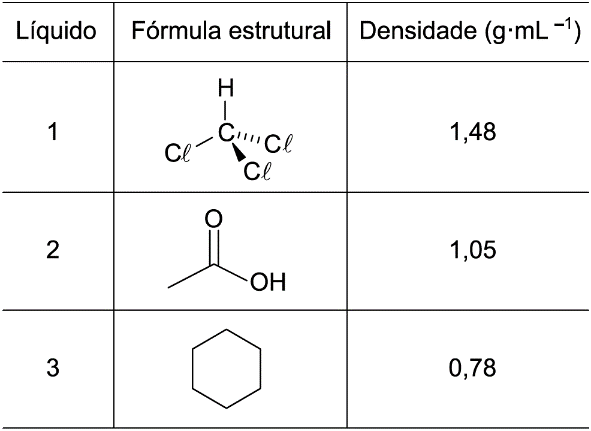 Líquido Fórmula estrutural Densidade (g·mL⁻¹)
H
1 C Cℓ 1,48
Cℓ
Cℓ
O
2 1,05
OH
3 0,78